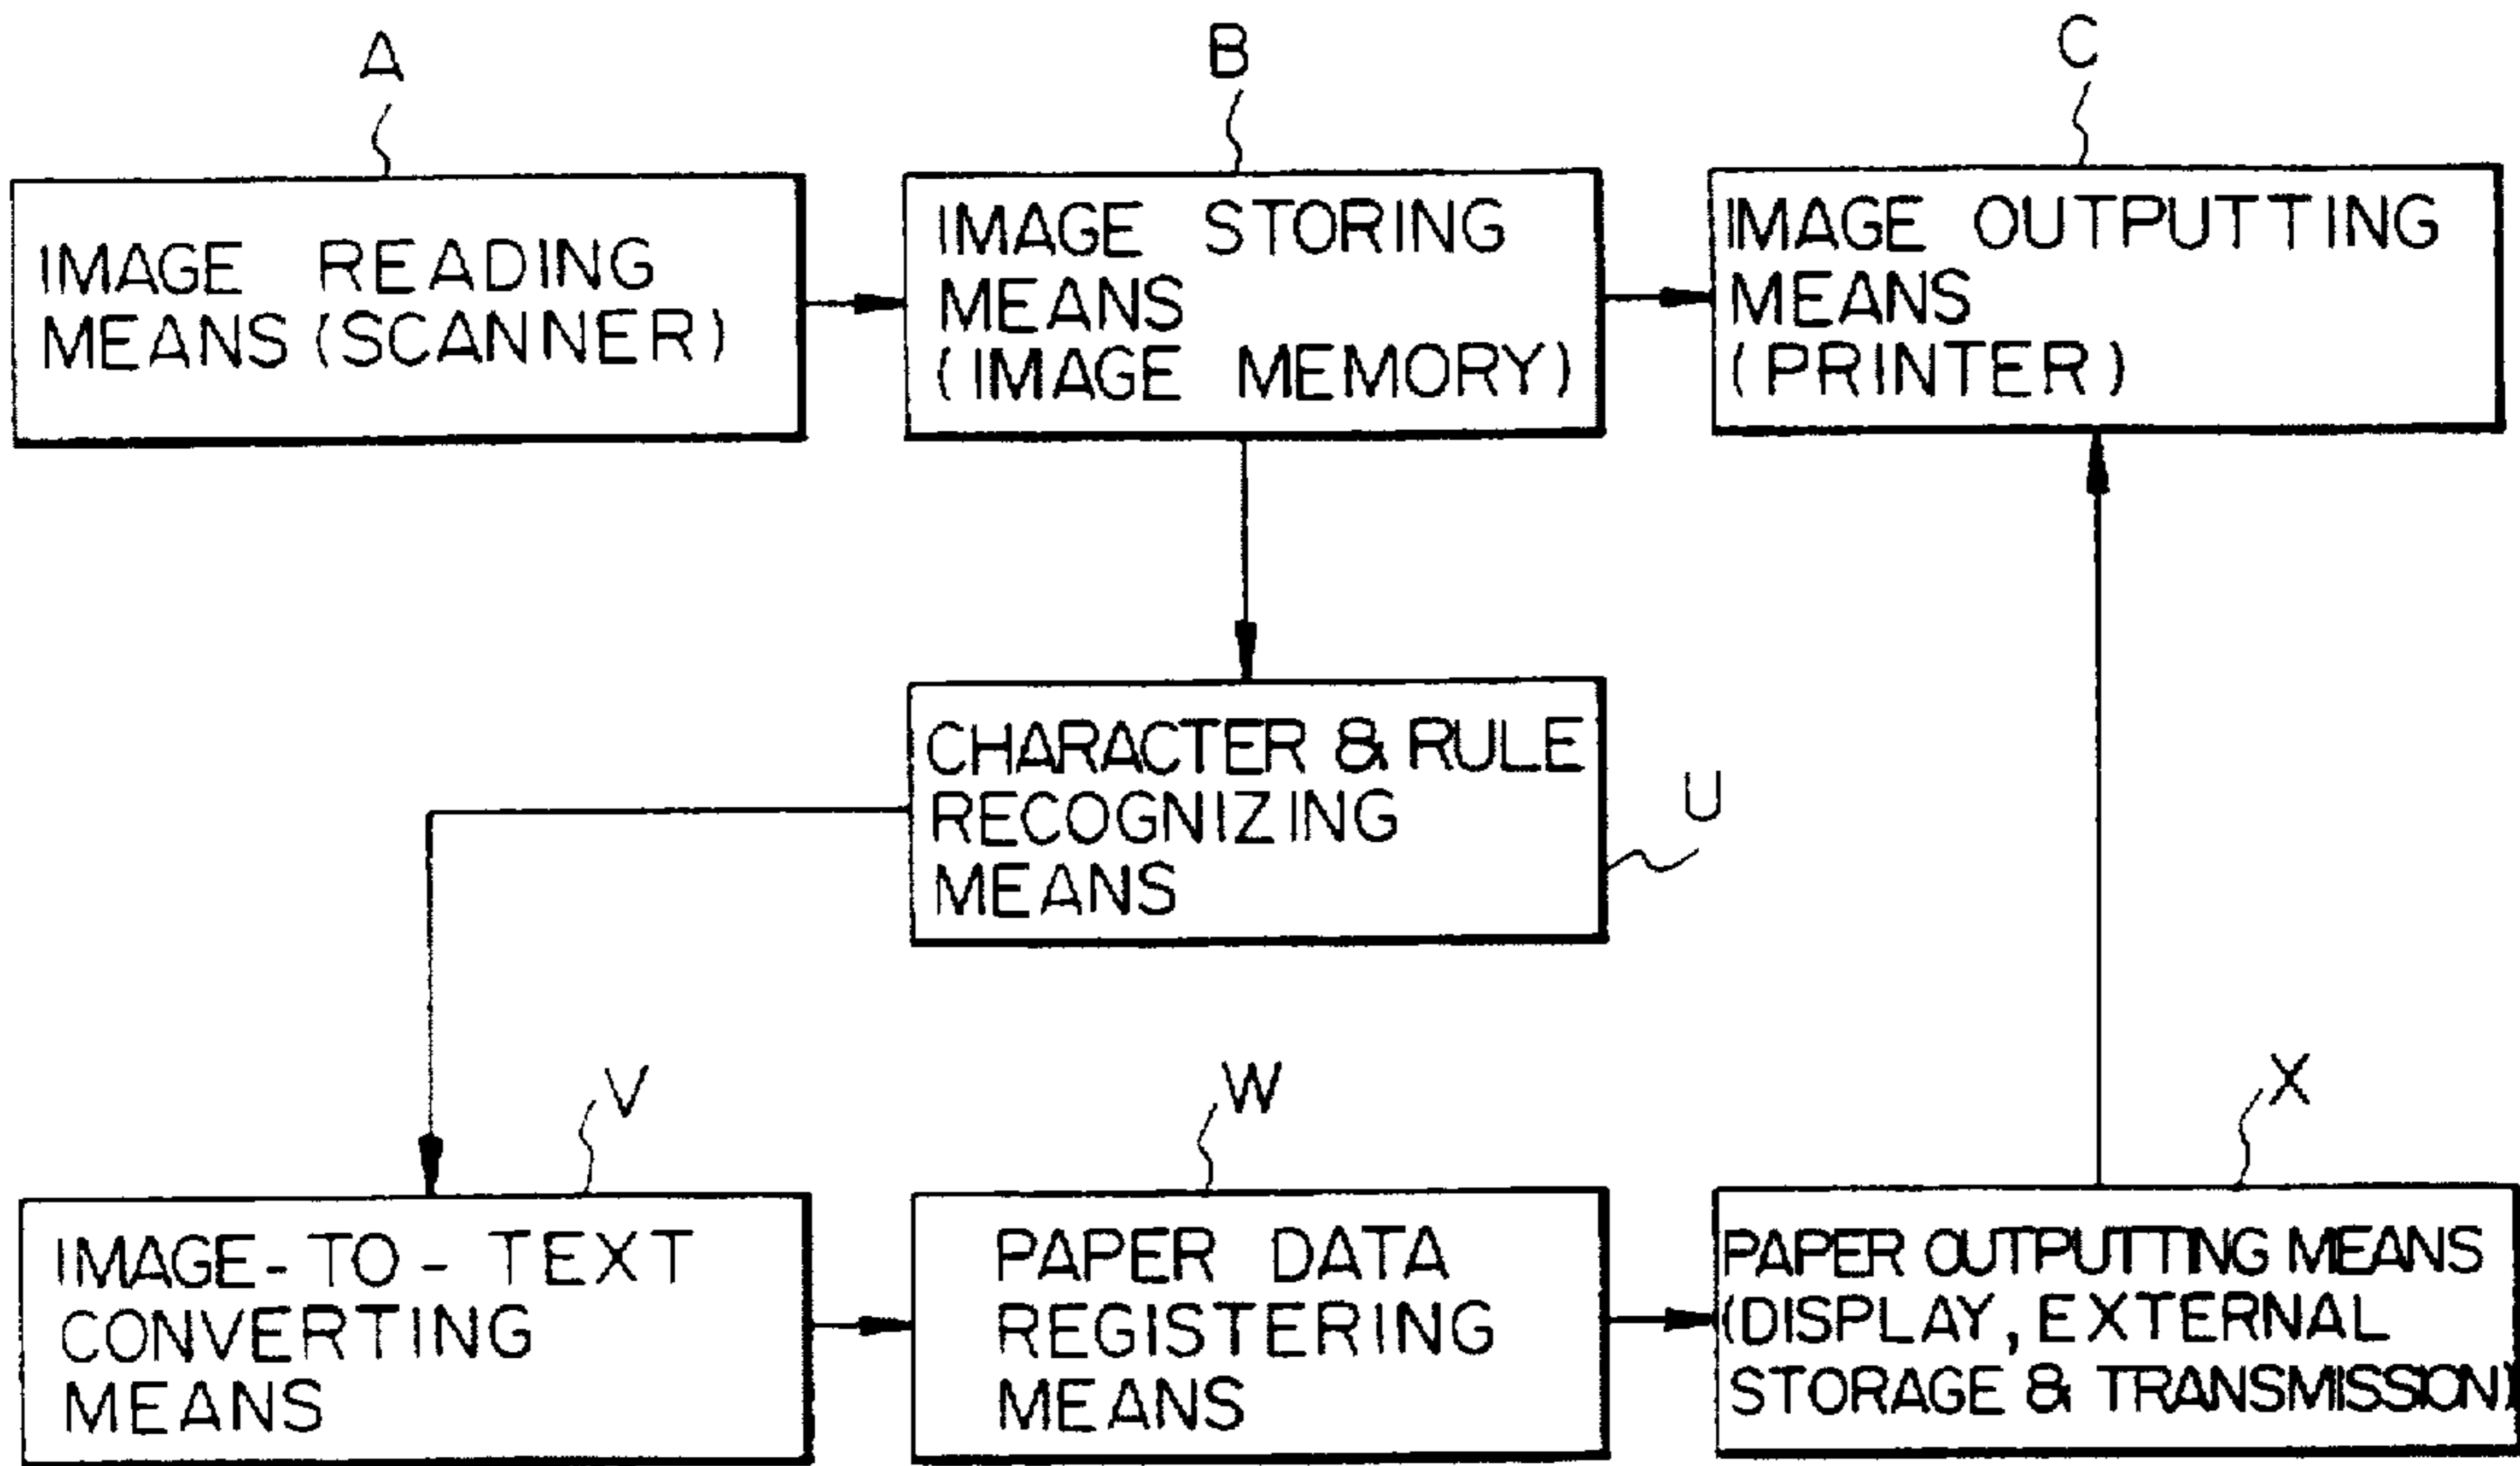 A
B
C
IMAGE READING
MEANS (SCANNER)
IMAGE STORING
MEANS
(IMAGE MEMORY)
IMAGE OUTPUTTING
MEANS
(PRINTER)
CHARACTER & RULE
RECOGNIZING
MEANS
U
V
W
X
IMAGE-TO-TEXT
CONVERTING
MEANS
PAPER DATA
REGISTERING
MEANS
PAPER OUTPUTTING MEANS
(DISPLAY, EXTERNAL
STORAGE & TRANSMISSION)